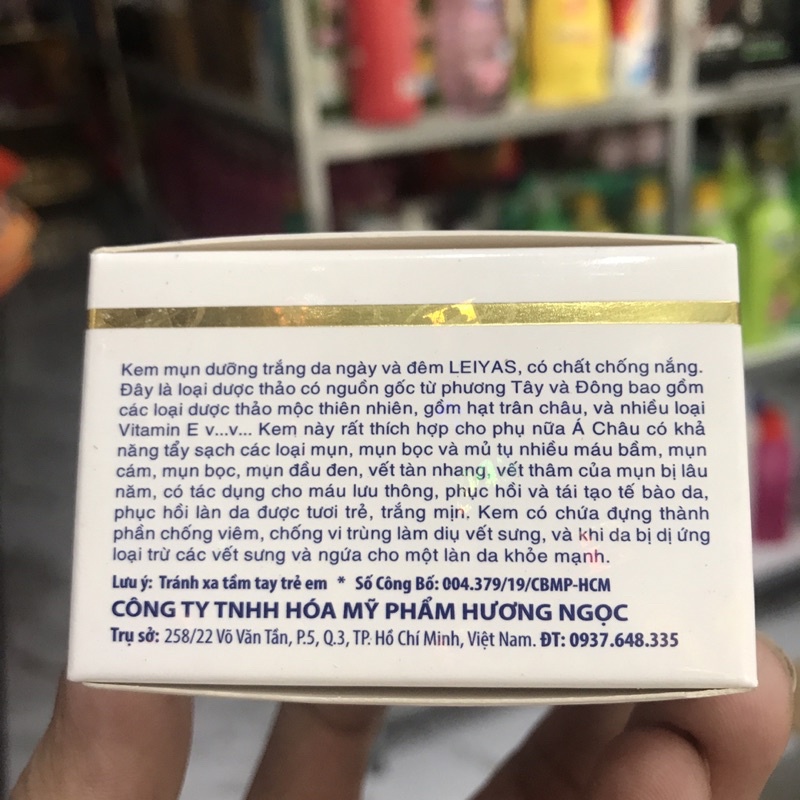 Kem mụn dưỡng trắng da ngày và đêm LEIYAS, có chất chống nắng.
Đây là loại dược thảo có nguồn gốc từ phương Tây và Đông bao gồm
các loại dược thảo mộc thiên nhiên, gồm hạt trân châu, và nhiều loại
Vitamin E v...v... Kem này rất thích hợp cho phụ nữa Á Châu có khả
năng tẩy sạch các loại mụn, mụn bọc và mủ tụ nhiều máu bầm, mụn
cám, mụn bọc, mụn đầu đen, vết tàn nhang, vết thâm của mụn bị lâu
năm, có tác dụng cho máu lưu thông, phục hồi và tái tạo tế bào da,
phục hồi làn da được tươi trẻ, trắng mịn. Kem có chứa đựng thành
phần chống viêm, chống vi trùng làm diụ vết sưng, và khi da bị dị ứng
loại trừ các vết sưng và ngứa cho một làn da khỏe mạnh.
Lưu ý: Tránh xa tầm tay trẻ em * Số Công Bố: 004.379/19/CBMP-HCM
CÔNG TY TNHH HÓA MỸ PHẨM HƯƠNG NGỌC
Trụ sở: 258/22 Võ Văn Tần, P.5, Q.3, TP. Hồ Chí Minh, Việt Nam. ĐT: 0937.648.335